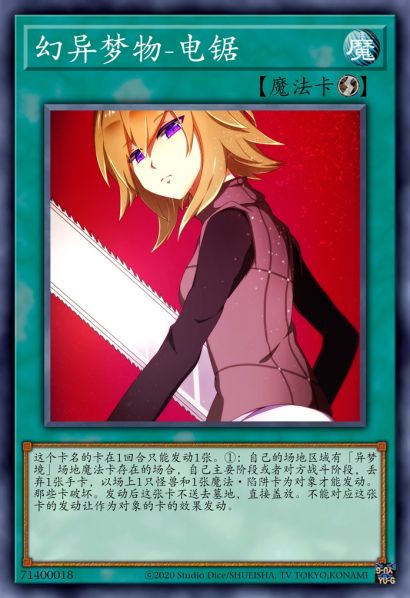 幻异梦物-电锯
魔
【魔法卡】
这个卡名的卡在1回合只能发动1张。①：自己的场地区域有「异梦
境」场地魔法卡存在的场合，自己主要阶段或者对方战斗阶段，丢
弃1张手卡，以场上1只怪兽和1张魔法・陷阱卡为对象才能发动。
那些卡破坏。发动后这张卡不送去墓地，直接盖放。不能对应这张
卡的发动让作为对象的卡的效果发动。
71400018
©2020 Studio Dice/SHUEISHA, TV TOKYO,KONAMI